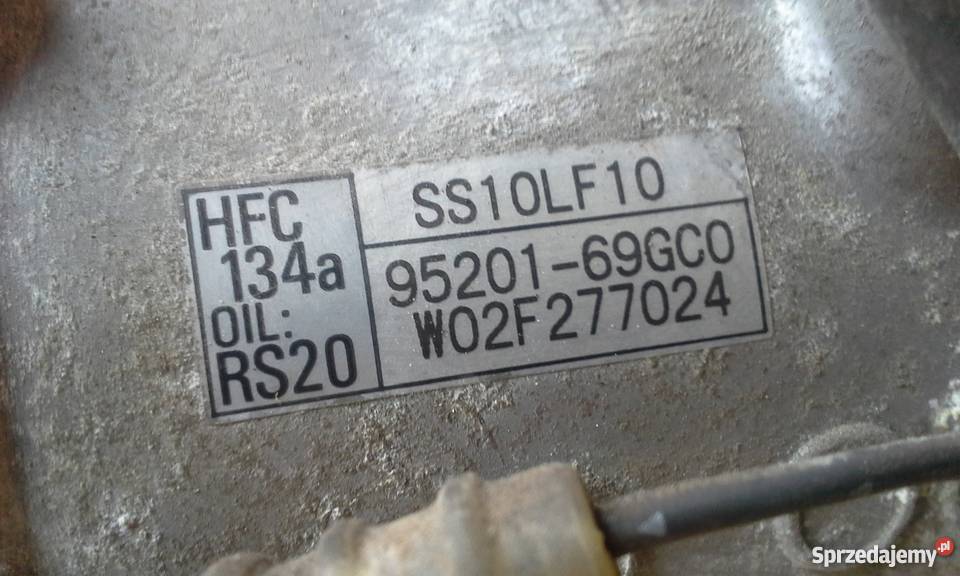 HFC
134a
OIL:
RS20
SS10LF10
95201-69GC0
W02F277024
Sprzedajemy.pl